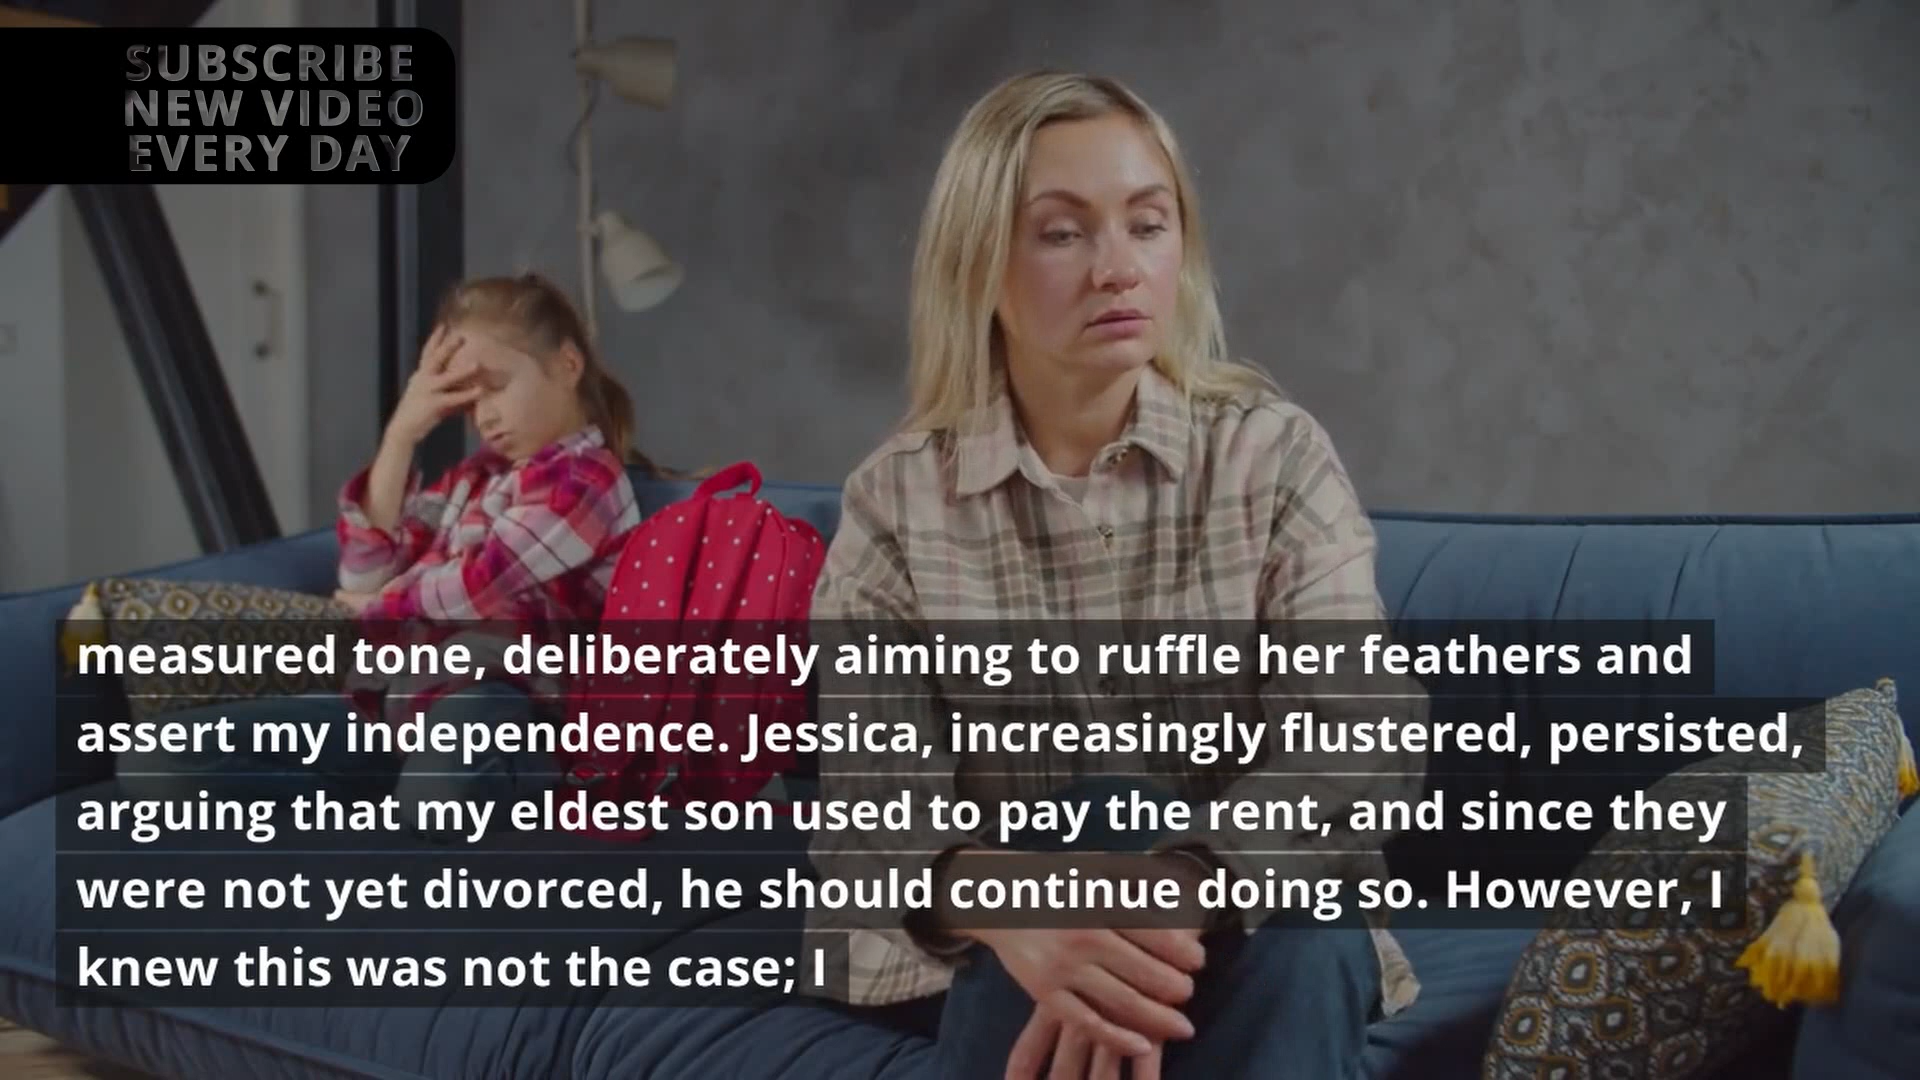 SUBSCRIBE
NEW VIDEO
EVERY DAY
measured tone, deliberately aiming to ruffle her feathers and
assert my independence. Jessica, increasingly flustered, persisted,
arguing that my eldest son used to pay the rent, and since they
were not yet divorced, he should continue doing so. However, I
knew this was not the case; I